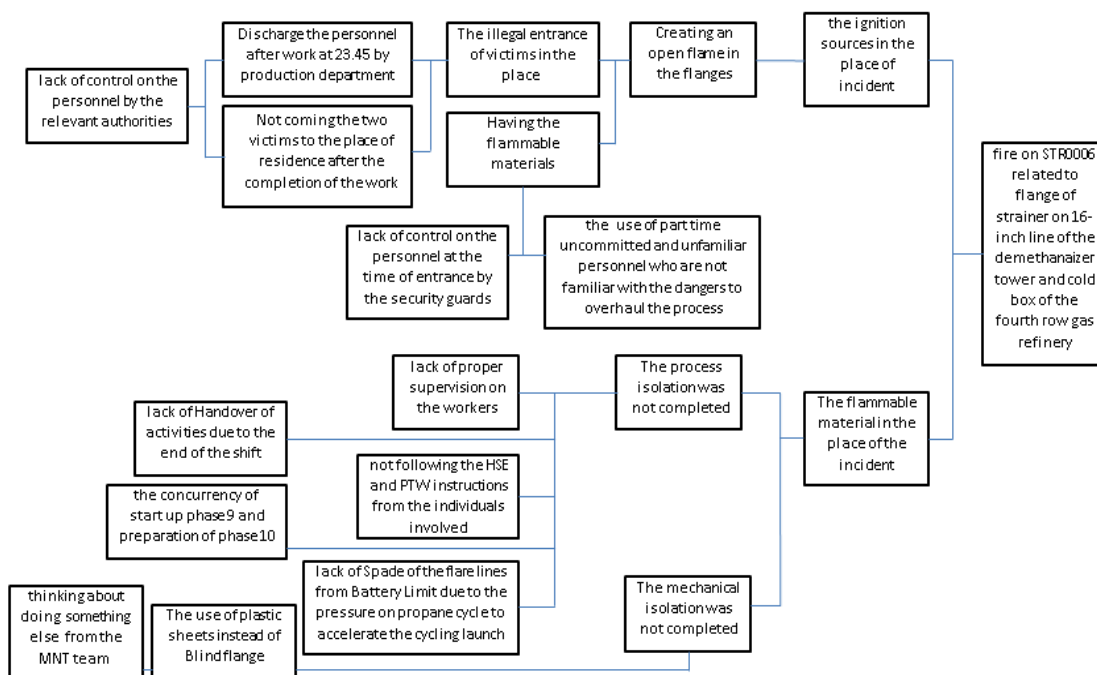 Discharge the personnel
after work at 23.45 by
production department
The illegal entrance
of victims in the
place
Creating an
open flame in
the flanges
the ignition
sources in the
place of
incident
lack of control on the
personnel by the
relevant authorities
Not coming the two
victims to the place of
residence after the
completion of the work
Having the
flammable
materials
fire on STR0006
related to
flange of
strainer on 16-
inch line of the
demethanaizer
tower and cold
box of the
fourth row gas
refinery
lack of control on the
personnel at the
time of entrance by
the security guards
the use of part time
uncommitted and unfamiliar
personnel who are not
familiar with the dangers to
overhaul the process
lack of proper
supervision on
the workers
The process
isolation was
not completed
lack of Handover of
activities due to the
end of the shift
The flammable
material in the
place of the
incident
not following the HSE
and PTW instructions
from the individuals
involved
the concurrency of
start up phase9 and
preparation of phase10
lack of Spade of the flare lines
from Battery Limit due to the
pressure on propane cycle to
accelerate the cycling launch
The mechanical
isolation was
not completed
thinking about
doing something
else from the
MNT team
The use of plastic
sheets instead of
Blind flange